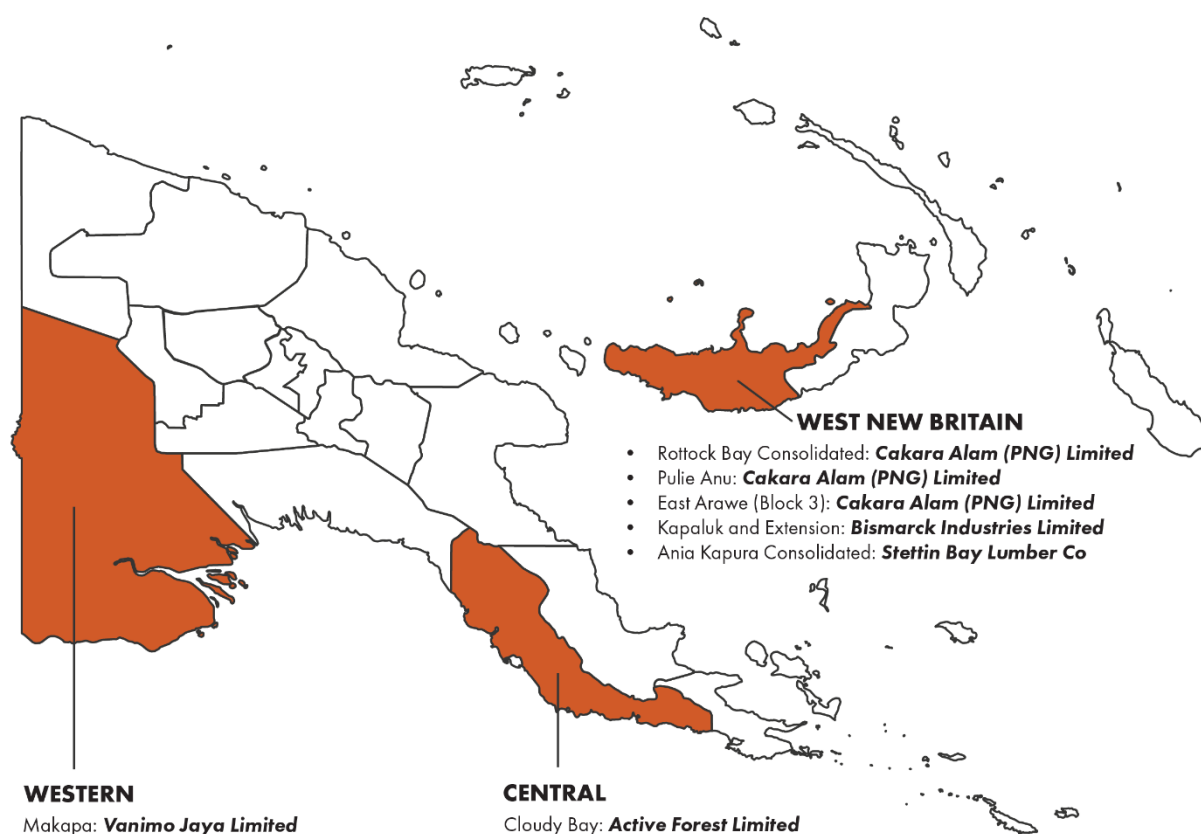 WEST NEW BRITAIN
• Rottock Bay Consolidated: Cakara Alam (PNG) Limited
• Pulie Anu: Cakara Alam (PNG) Limited
• East Arawe (Block 3): Cakara Alam (PNG) Limited
• Kapaluk and Extension: Bismarck Industries Limited
• Ania Kapura Consolidated: Stettin Bay Lumber Co
WESTERN
Makapa: Vanimo Jaya Limited
CENTRAL
Cloudy Bay: Active Forest Limited